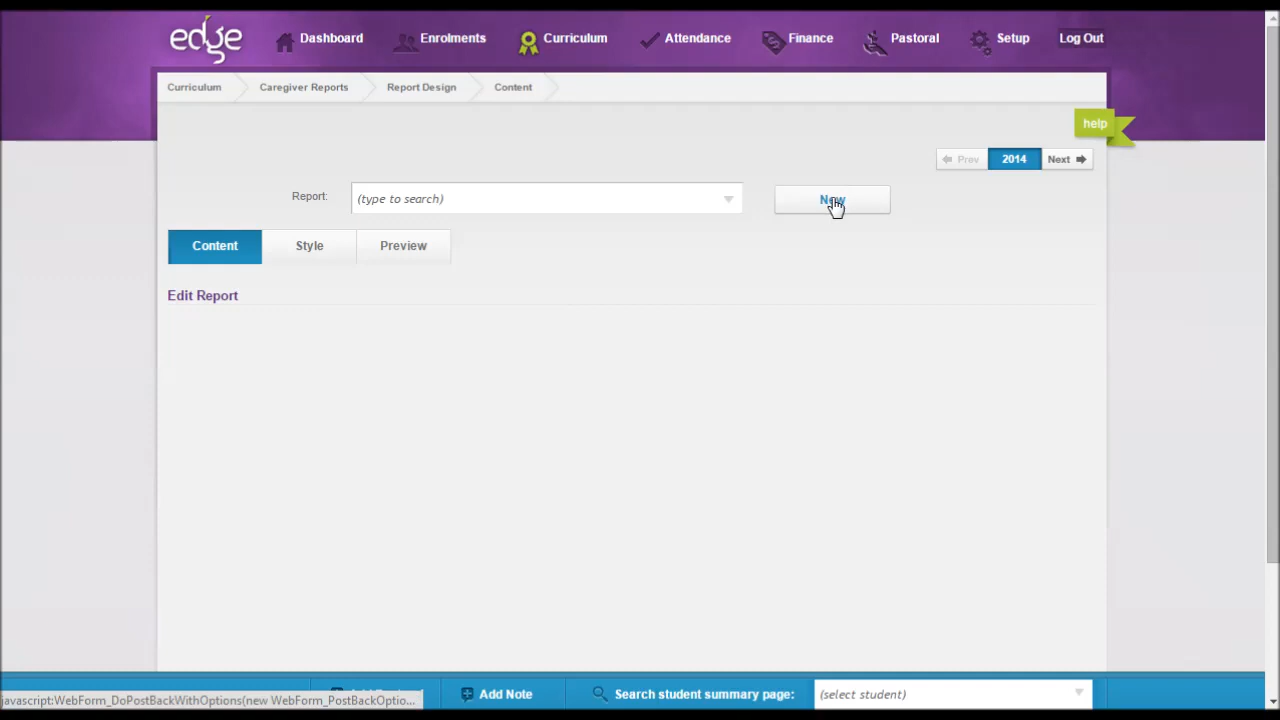 edge
Dashboard
Enrolments
Curriculum
Attendance
Finance
Pastoral
Setup
Log Out
Curriculum
Caregiver Reports
Report Design
Content
help
Prev
2014
Next
Report:
(type to search)
New
Content
Style
Preview
Edit Report
Add Note
Search student summary page:
(select student)
javascript:WebForm_DoPostBackWithOptions(new WebForm_PostBackOptio...